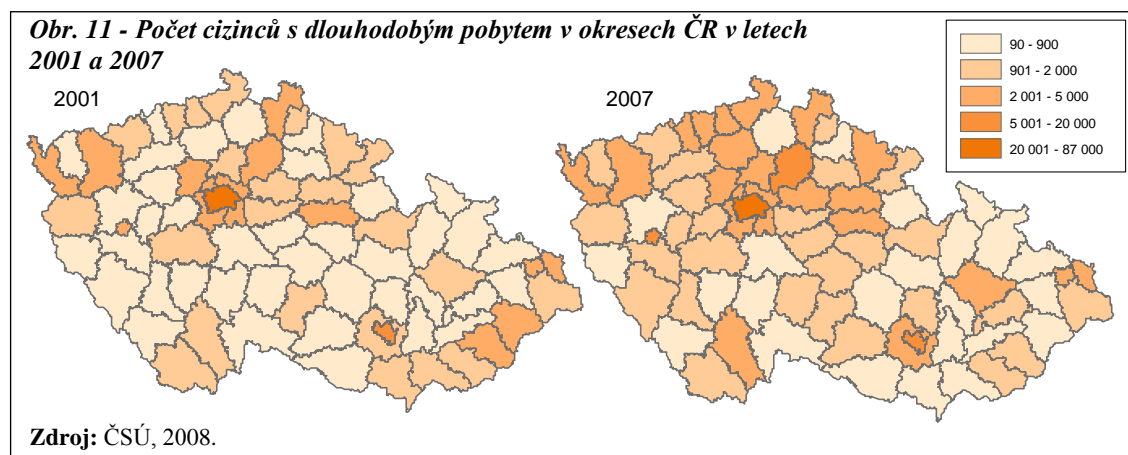 Obr. 11 - Počet cizinců s dlouhodobým pobytem v okresech ČR v letech
2001 a 2007
2001
2007
90 - 900
901 - 2 000
2 001 - 5 000
5 001 - 20 000
20 001 - 87 000
Zdroj: ČSÚ, 2008.